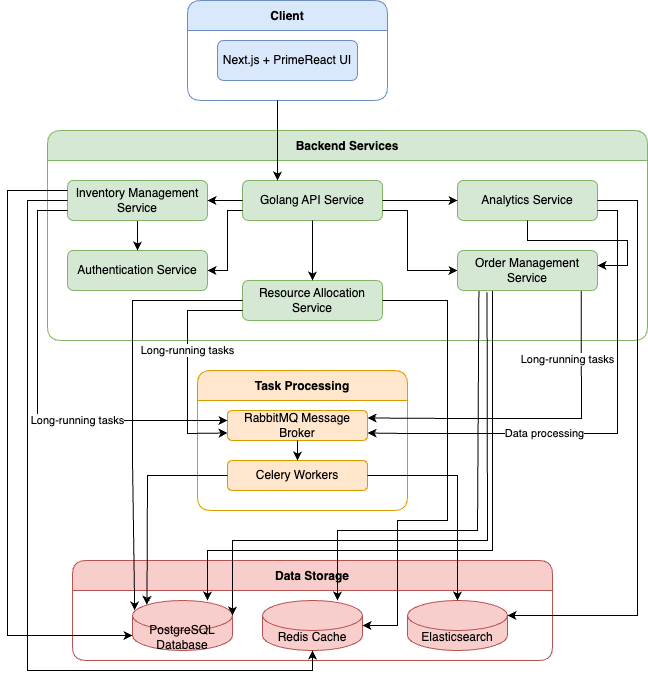 Client
Next.js + PrimeReact UI
Backend Services
Inventory Management
Service
Golang API Service
Analytics Service
Authentication Service
Order Management
Service
Resource Allocation
Service
Long-running tasks
Long-running tasks
Task Processing
RabbitMQ Message
Broker
Long-running tasks
Data processing
Celery Workers
Data Storage
PostgreSQL
Database
Redis Cache
Elasticsearch